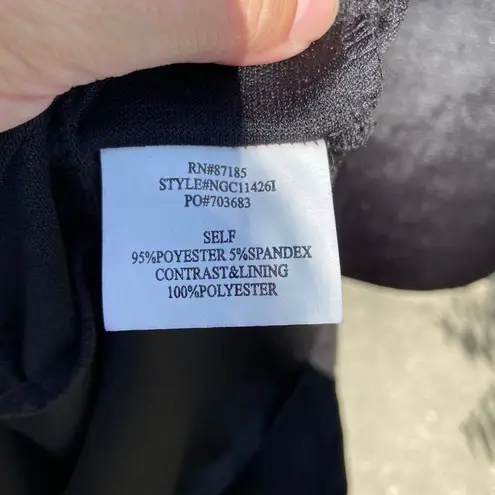 RN#87185
STYLE#NGC11426I
PO#703683
SELF
95%POYESTER 5%SPANDEX
CONTRAST&LINING
100%POLYESTER